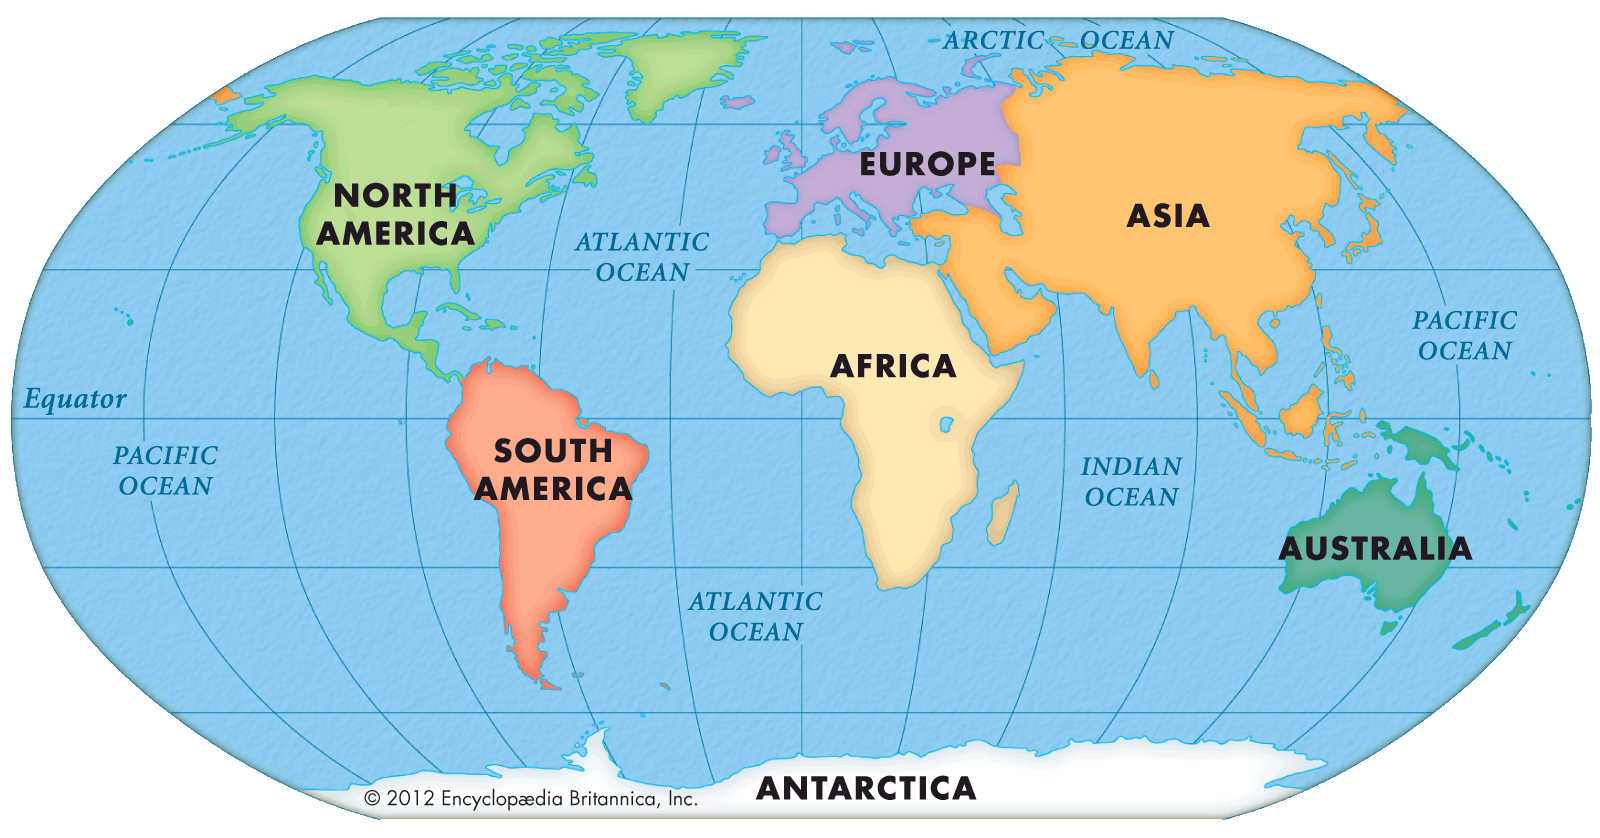 ARCTIC OCEAN
EUROPE
NORTH
AMERICA
ASIA
ATLANTIC
OCEAN
PACIFIC
OCEAN
AFRICA
Equator
SOUTH
AMERICA
PACIFIC
OCEAN
INDIAN
OCEAN
AUSTRALIA
ATLANTIC
OCEAN
ANTARCTICA
© 2012 Encyclopædia Britannica, Inc.